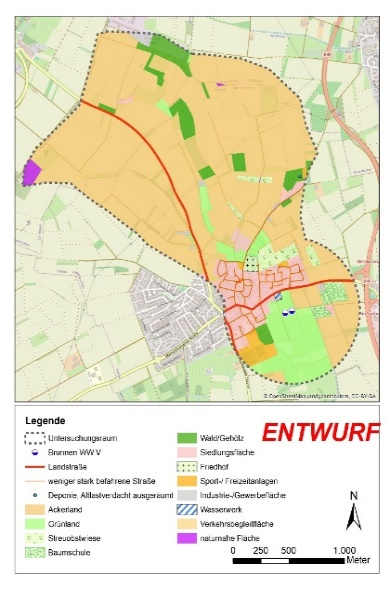 © OpenStreetMap (and) contributors, CC-BY-SA
Legende
ENTWURF
Untersuchungsraum
Brunnen WW V
Landstraße
weniger stark befahrene Straße
Deponie, Altlastverdacht ausgeräumt
Ackerland
Grünland
Streuobstwiese
Baumschule
Wald/Gehölz
Siedlungsfläche
Friedhof
Sport-/ Freizeitanlagen
Industrie-/Gewerbefläche
Wasserwerk
Verkehrsbegleitfläche
naturnahe Fläche
N
0 250 500 1.000
Meter